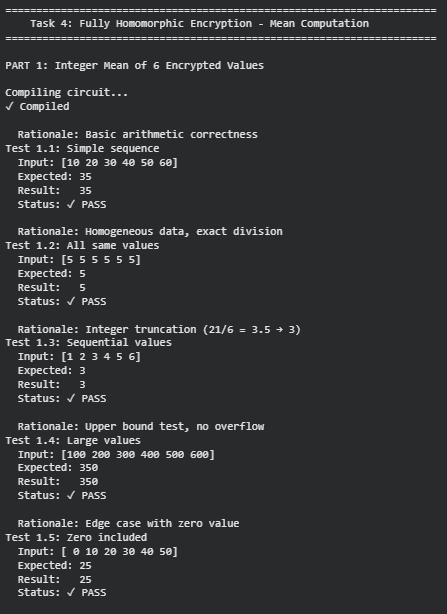 ======================================================================
Task 4: Fully Homomorphic Encryption - Mean Computation
======================================================================
PART 1: Integer Mean of 6 Encrypted Values
Compiling circuit...
✓ Compiled
Rationale: Basic arithmetic correctness
Test 1.1: Simple sequence
Input: [10 20 30 40 50 60]
Expected: 35
Result:   35
Status: ✓ PASS
Rationale: Homogeneous data, exact division
Test 1.2: All same values
Input: [5 5 5 5 5 5]
Expected: 5
Result:   5
Status: ✓ PASS
Rationale: Integer truncation (21/6 = 3.5 → 3)
Test 1.3: Sequential values
Input: [1 2 3 4 5 6]
Expected: 3
Result:   3
Status: ✓ PASS
Rationale: Upper bound test, no overflow
Test 1.4: Large values
Input: [100 200 300 400 500 600]
Expected: 350
Result:   350
Status: ✓ PASS
Rationale: Edge case with zero value
Test 1.5: Zero included
Input: [ 0 10 20 30 40 50]
Expected: 25
Result:   25
Status: ✓ PASS